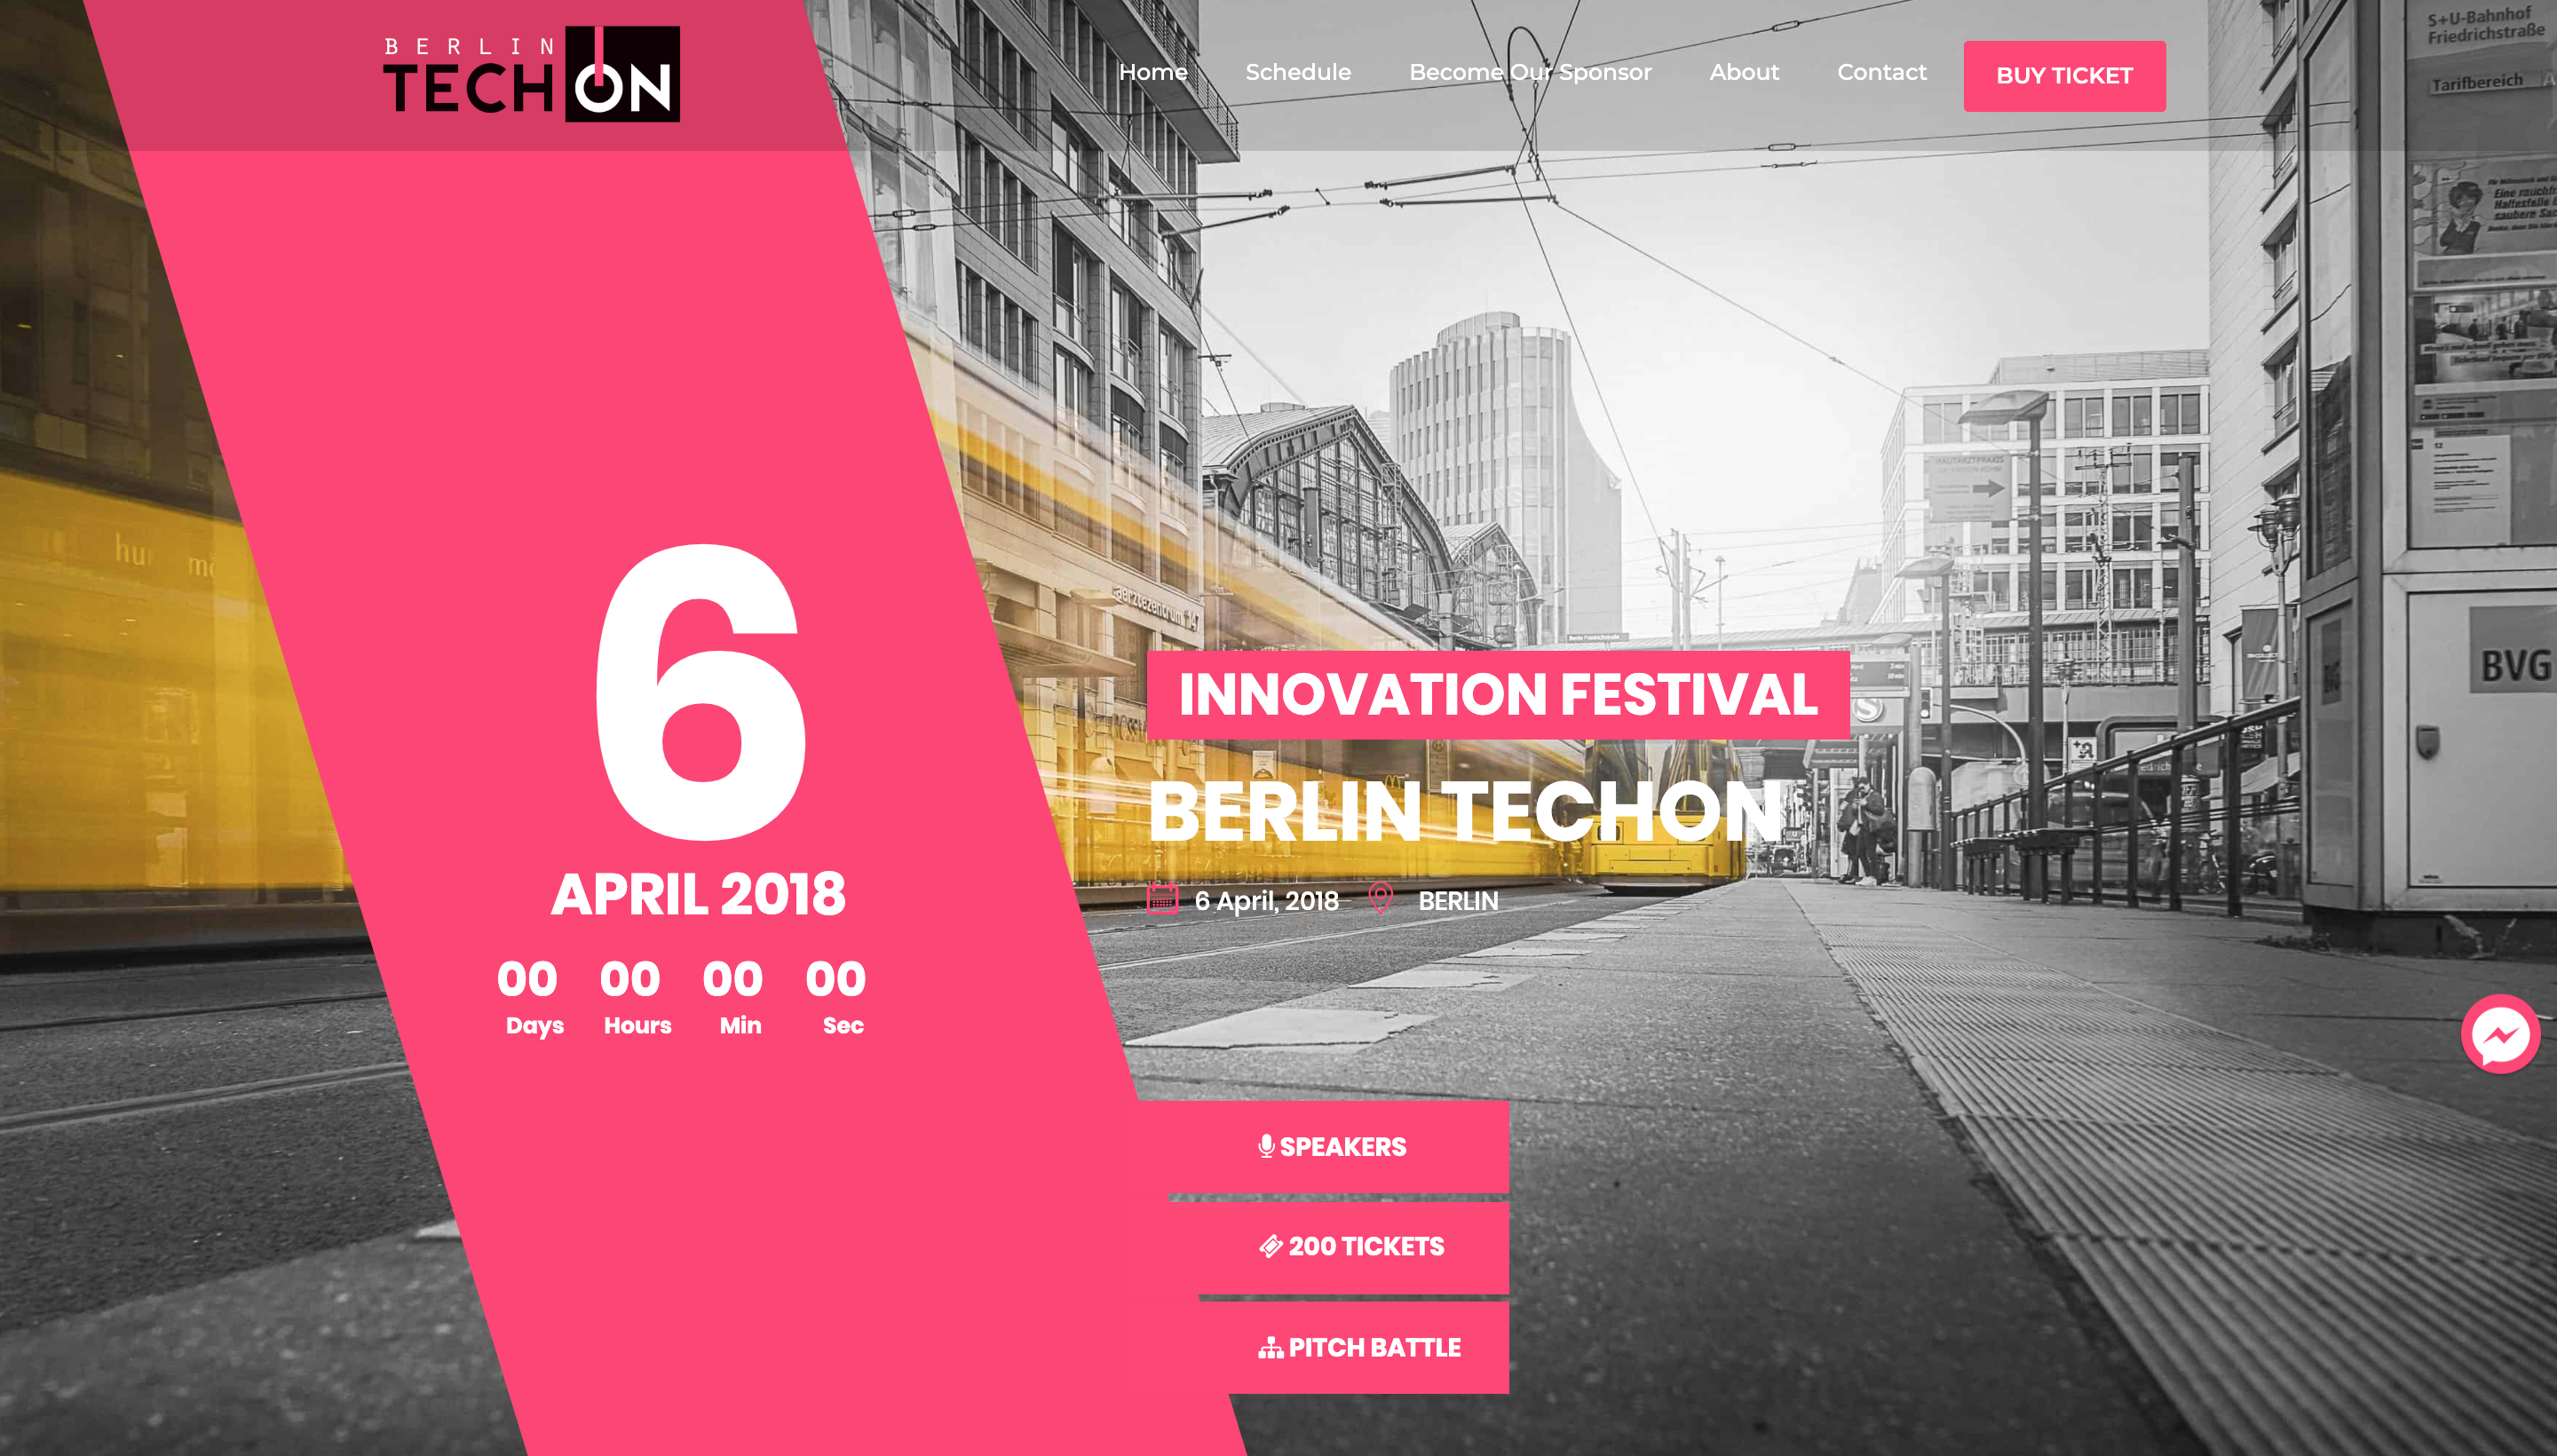 BERLIN
TECHON
Home
Schedule
Become Our Sponsor
About
Contact
BUY TICKET
S+U-Bahnhof
Friedrichstraße
Tarifbereich A
6
APRIL 2018
00 00 00 00
Days Hours Min Sec
aerztezentrum 147
INNOVATION FESTIVAL
BERLIN TECHON
6 April, 2018
BERLIN
BVG
SPEAKERS
200 TICKETS
PITCH BATTLE